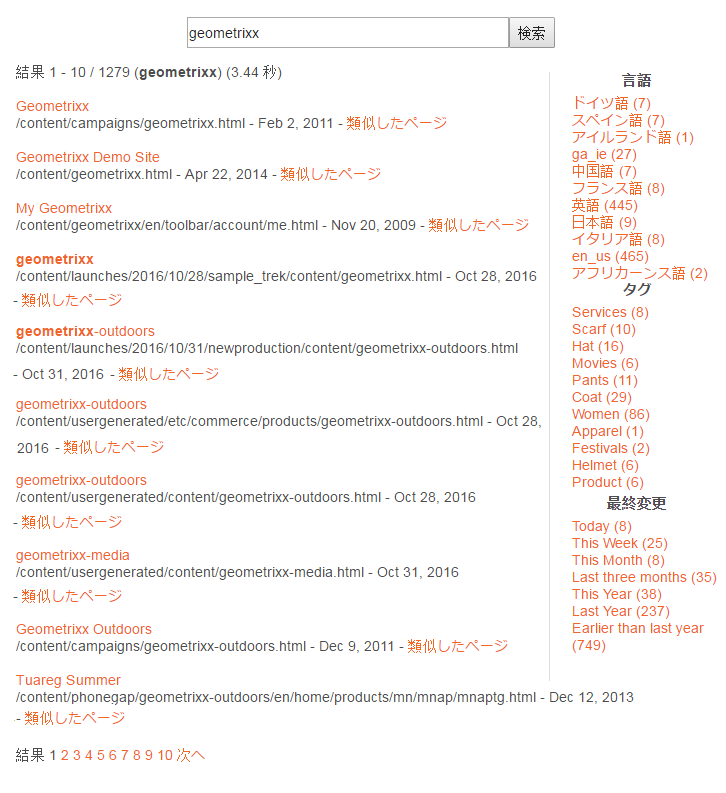 geometrixx
検索
結果 1 - 10 / 1279 (geometrixx) (3.44 秒)
Geometrixx
/content/campaigns/geometrixx.html - Feb 2, 2011 - 類似したページ
Geometrixx Demo Site
/content/geometrixx.html - Apr 22, 2014 - 類似したページ
My Geometrixx
/content/geometrixx/en/toolbar/account/me.html - Nov 20, 2009 - 類似したページ
geometrixx
/content/launches/2016/10/28/sample_trek/content/geometrixx.html - Oct 28, 2016
- 類似したページ
geometrixx-outdoors
/content/launches/2016/10/31/newproduction/content/geometrixx-outdoors.html
- Oct 31, 2016 - 類似したページ
geometrixx-outdoors
/content/usergenerated/etc/commerce/products/geometrixx-outdoors.html - Oct 28,
2016 - 類似したページ
geometrixx-outdoors
/content/usergenerated/content/geometrixx-outdoors.html - Oct 28, 2016
- 類似したページ
geometrixx-media
/content/usergenerated/content/geometrixx-media.html - Oct 31, 2016
- 類似したページ
Geometrixx Outdoors
/content/campaigns/geometrixx-outdoors.html - Dec 9, 2011 - 類似したページ
Tuareg Summer
/content/phonegap/geometrixx-outdoors/en/home/products/mn/mnap/mnaptg.html - Dec 12, 2013
- 類似したページ
結果 1 2 3 4 5 6 7 8 9 10 次へ
言語
ドイツ語 (7)
スペイン語 (7)
アイルランド語 (1)
ga_ie (27)
中国語 (7)
フランス語 (8)
英語 (445)
日本語 (9)
イタリア語 (8)
en_us (465)
アフリカーンス語 (2)
タグ
Services (8)
Scarf (10)
Hat (16)
Movies (6)
Pants (11)
Coat (29)
Women (86)
Apparel (1)
Festivals (2)
Helmet (6)
Product (6)
最終変更
Today (8)
This Week (25)
This Month (8)
Last three months (35)
This Year (38)
Last Year (237)
Earlier than last year
(749)